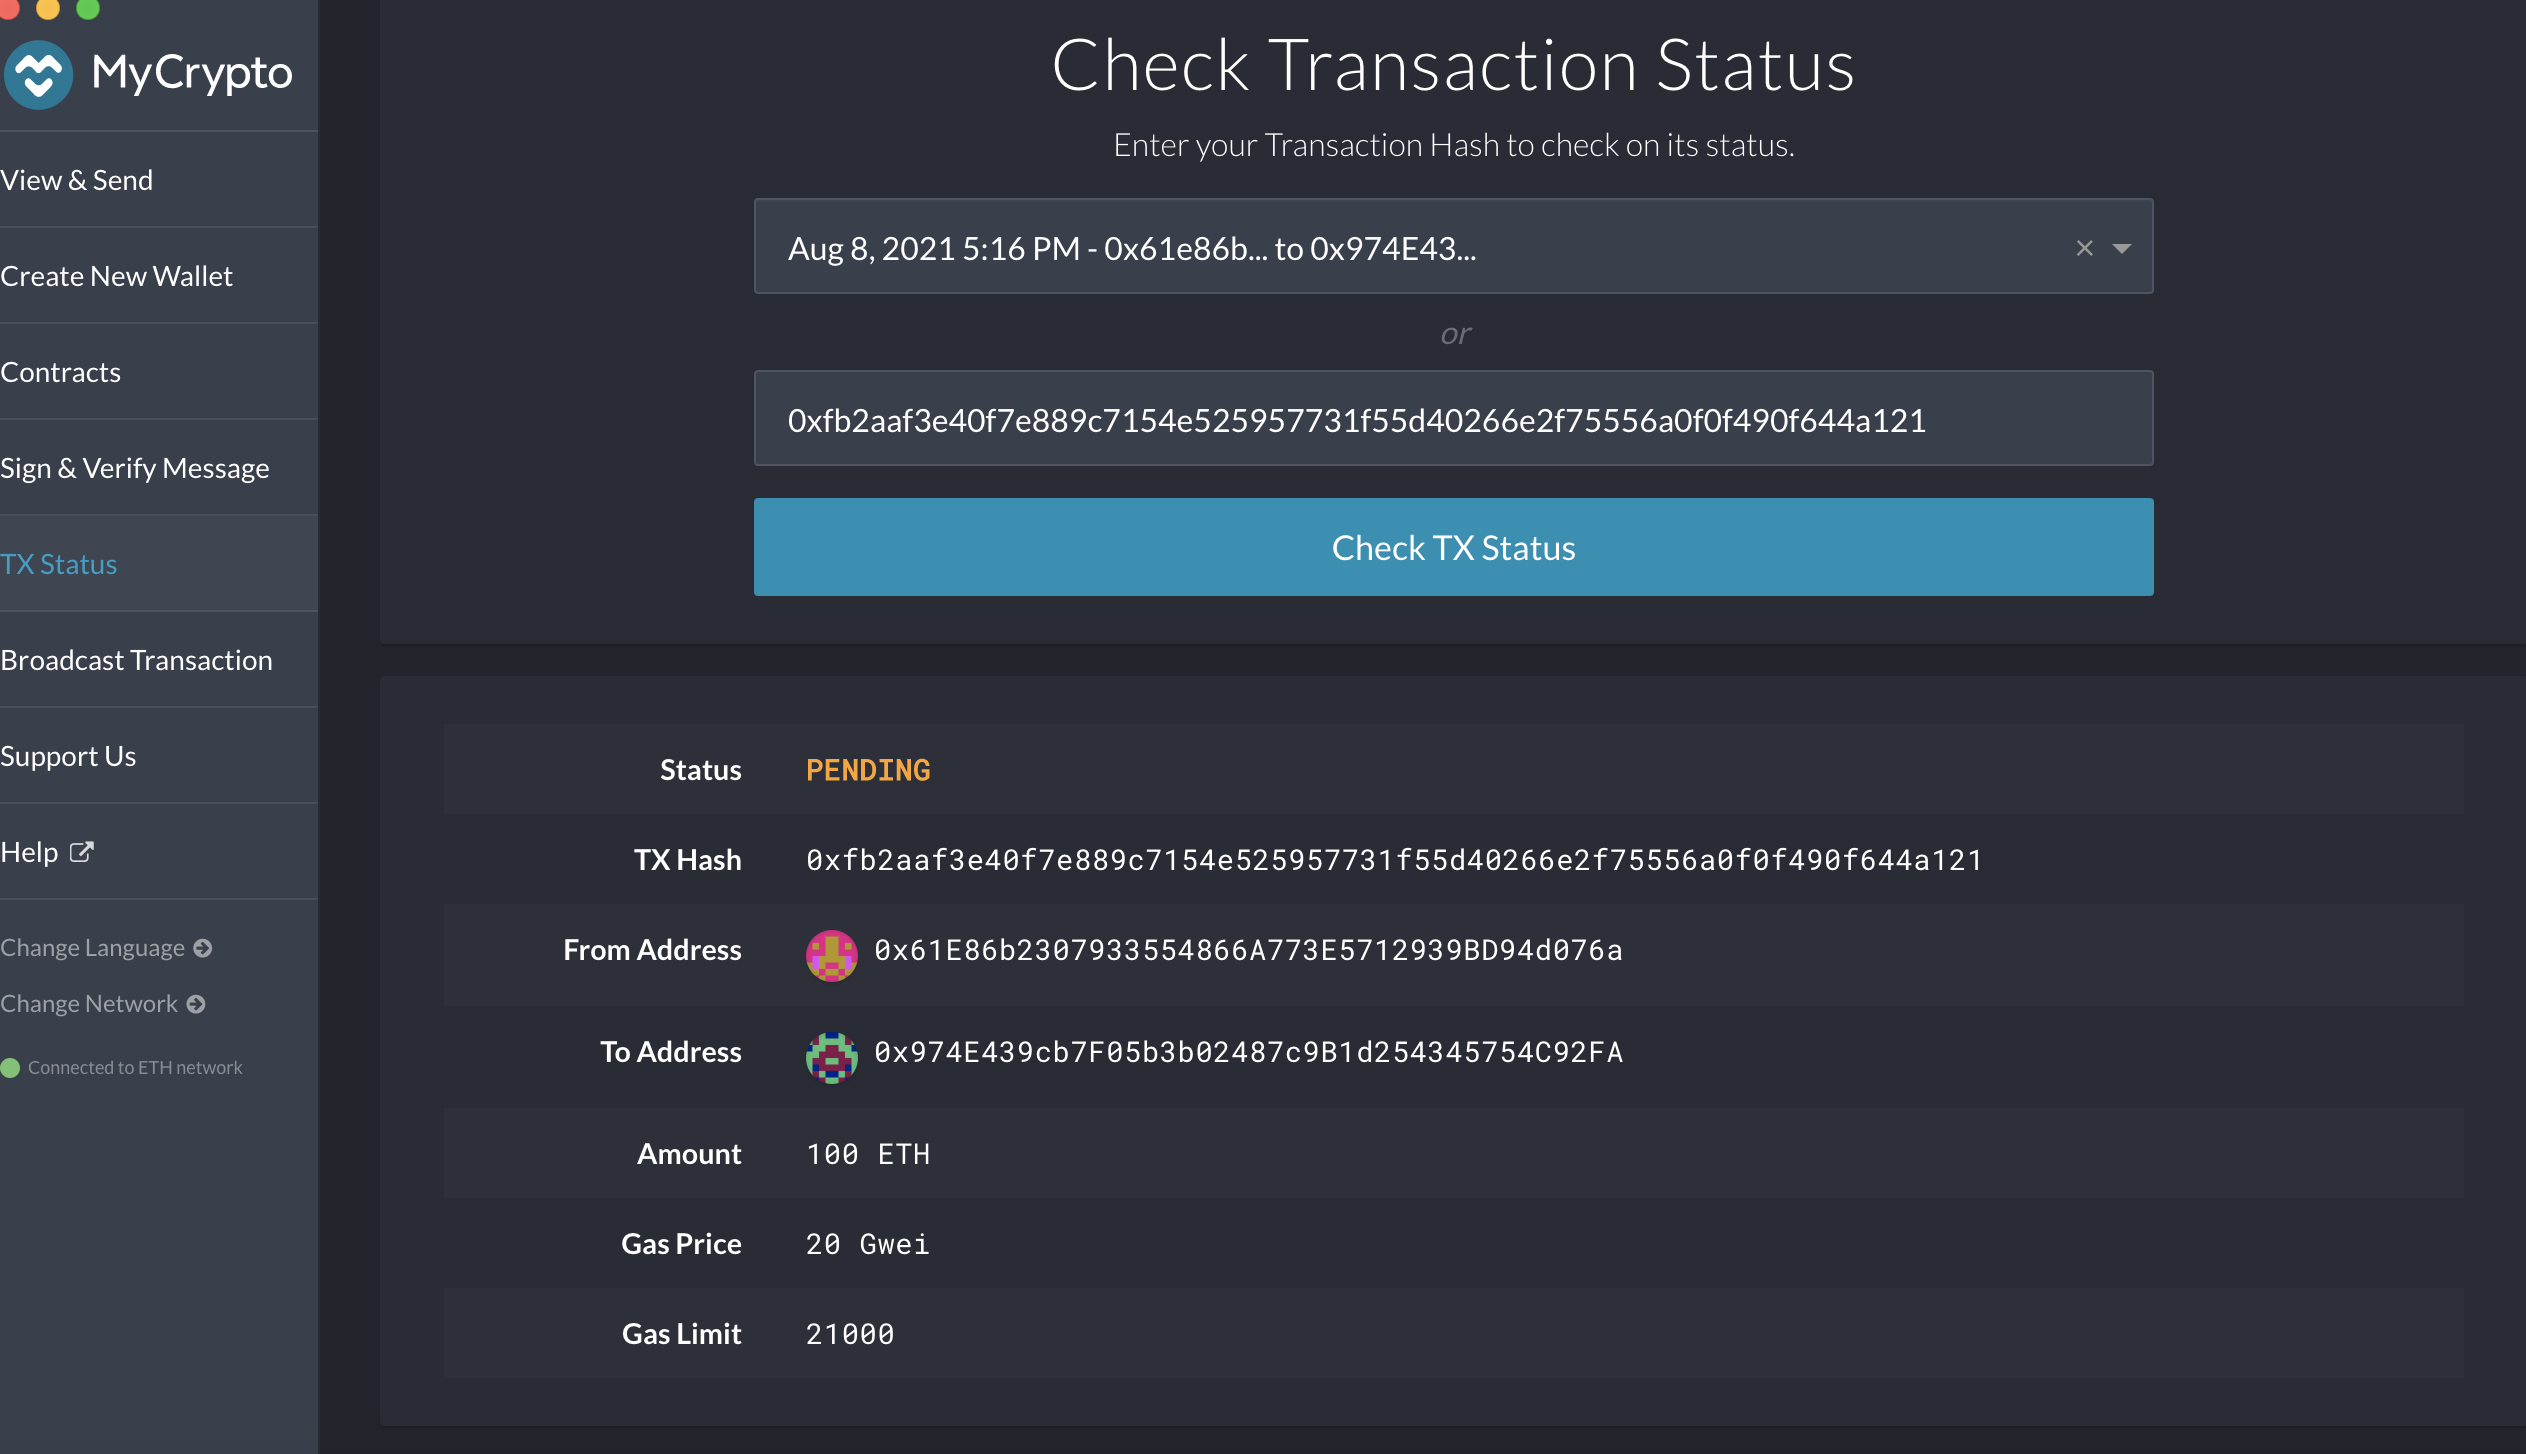 MyCrypto
View & Send
Create New Wallet
Contracts
Sign & Verify Message
TX Status
Broadcast Transaction
Support Us
Help
Change Language
Change Network
Connected to ETH network
Check Transaction Status
Enter your Transaction Hash to check on its status.
Aug 8, 2021 5:16 PM - 0x61e86b... to 0x974E43...
or
0xfb2aaf3e40f7e889c7154e525957731f55d40266e2f75556a0f0f490f644a121
Check TX Status
Status PENDING
TX Hash 0xfb2aaf3e40f7e889c7154e525957731f55d40266e2f75556a0f0f490f644a121
From Address 0x61E86b2307933554866A773E5712939BD94d076a
To Address 0x974E439cb7F05b3b02487c9B1d254345754C92FA
Amount 100 ETH
Gas Price 20 Gwei
Gas Limit 21000